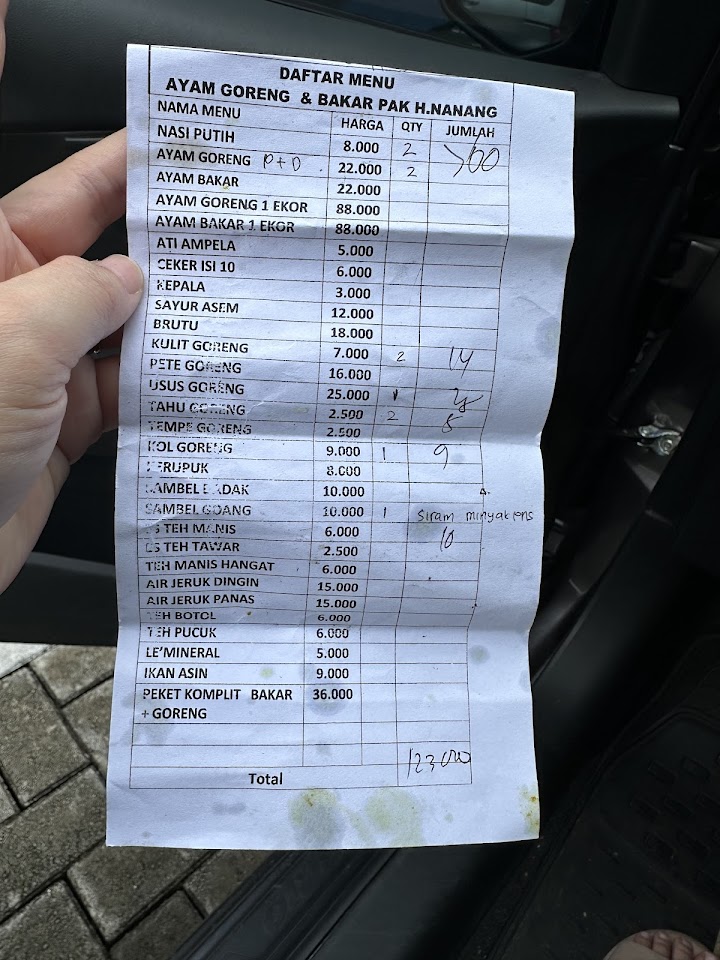 DAFTAR MENU
AYAM GORENG & BAKAR PAK H.NANANG
NAMA MENU HARGA QTY JUMLAH
NASI PUTIH 8.000 2
AYAM GORENG P+D 22.000 2 >60
AYAM BAKAR 22.000
AYAM GORENG 1 EKOR 88.000
AYAM BAKAR 1 EKOR 88.000
ATI AMPELA 5.000
CEKER ISI 10 6.000
KEPALA 3.000
SAYUR ASEM 12.000
BRUTU 18.000
KULIT GORENG 7.000 2 14
PETE GORENG 16.000
USUS GORENG 25.000 1
TAHU GORENG 2.500 2 5
TEMPE GORENG 2.500
KOL GORENG 9.000 1 9
KERUPUK 8.000
SAMBEL DADAK 10.000
SAMBEL GOANG 10.000 1 siram minyak pns
ES TEH MANIS 6.000 10
ES TEH TAWAR 2.500
TEH MANIS HANGAT 6.000
AIR JERUK DINGIN 15.000
AIR JERUK PANAS 15.000
TEH BOTOL 6.000
TEH PUCUK 6.000
LE'MINERAL 5.000
IKAN ASIN 9.000
PEKET KOMPLIT BAKAR 36.000
+ GORENG
Total 123.000